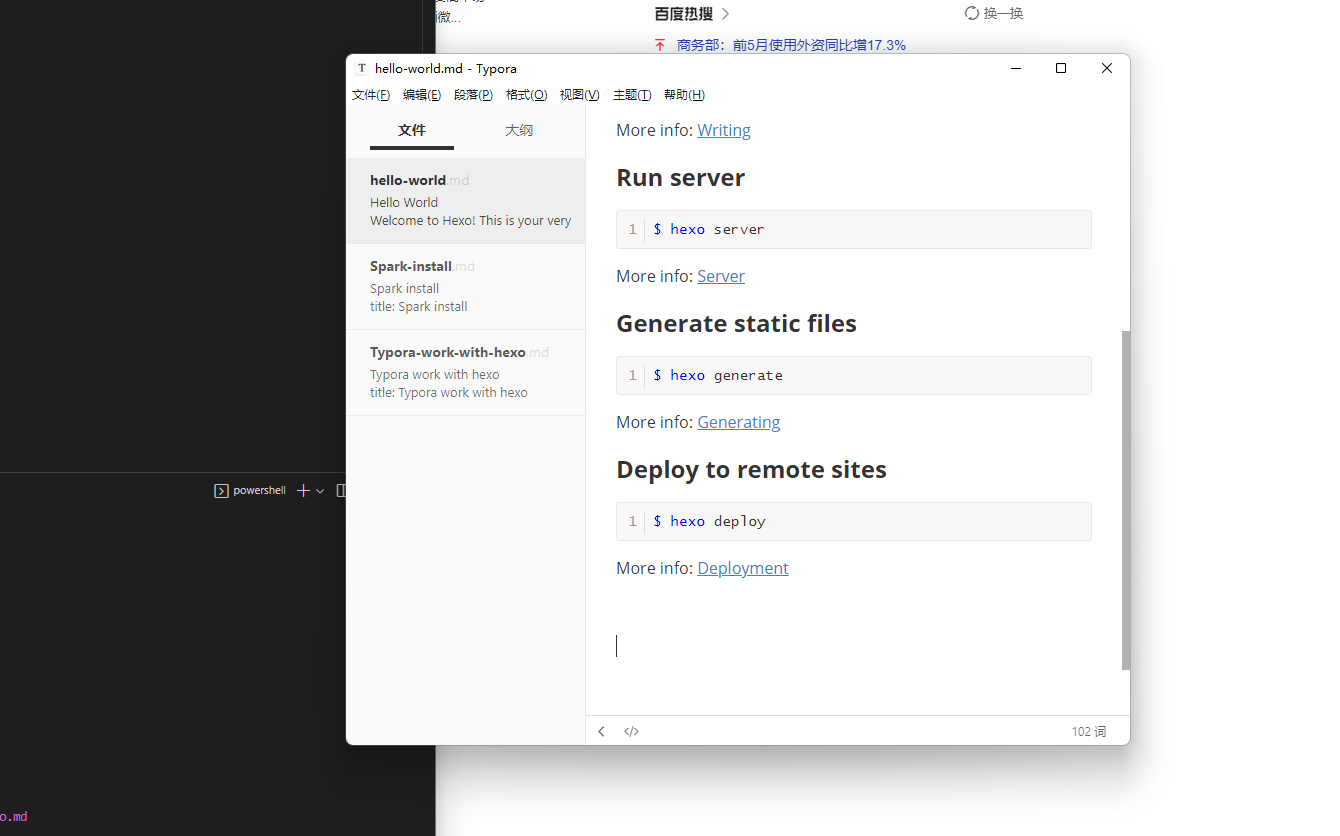 微...
百度热搜
换一换
商务部：前5月使用外资同比增17.3%
T hello-world.md - Typora
文件(F) 编辑(E) 段落(P) 格式(O) 视图(V) 主题(T) 帮助(H)
文件 大纲
hello-world.md
Hello World
Welcome to Hexo! This is your very
Spark-install.md
Spark install
title: Spark install
Typora-work-with-hexo.md
Typora work with hexo
title: Typora work with hexo
More info: Writing
Run server
1 $ hexo server
More info: Server
Generate static files
1 $ hexo generate
More info: Generating
Deploy to remote sites
1 $ hexo deploy
More info: Deployment
</> 102 词
powershell
o.md